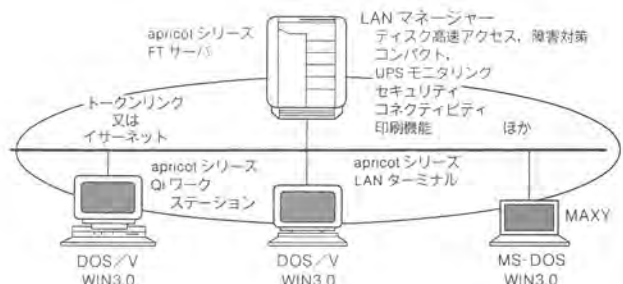 apricot シリーズ
FT サーバ
LAN マネージャー
ディスク高速アクセス，障害対策
コンパクト，
UPS モニタリング
セキュリティ
コネクティビティ
印刷機能
ほか
トークンリング
又は
イサーネット
apricot シリーズ
Qi ワーク
ステーション
apricot シリーズ
LAN ターミナル
MAXY
DOS／V
WIN3.0
DOS／V
WIN3.0
MS-DOS
WIN3.0